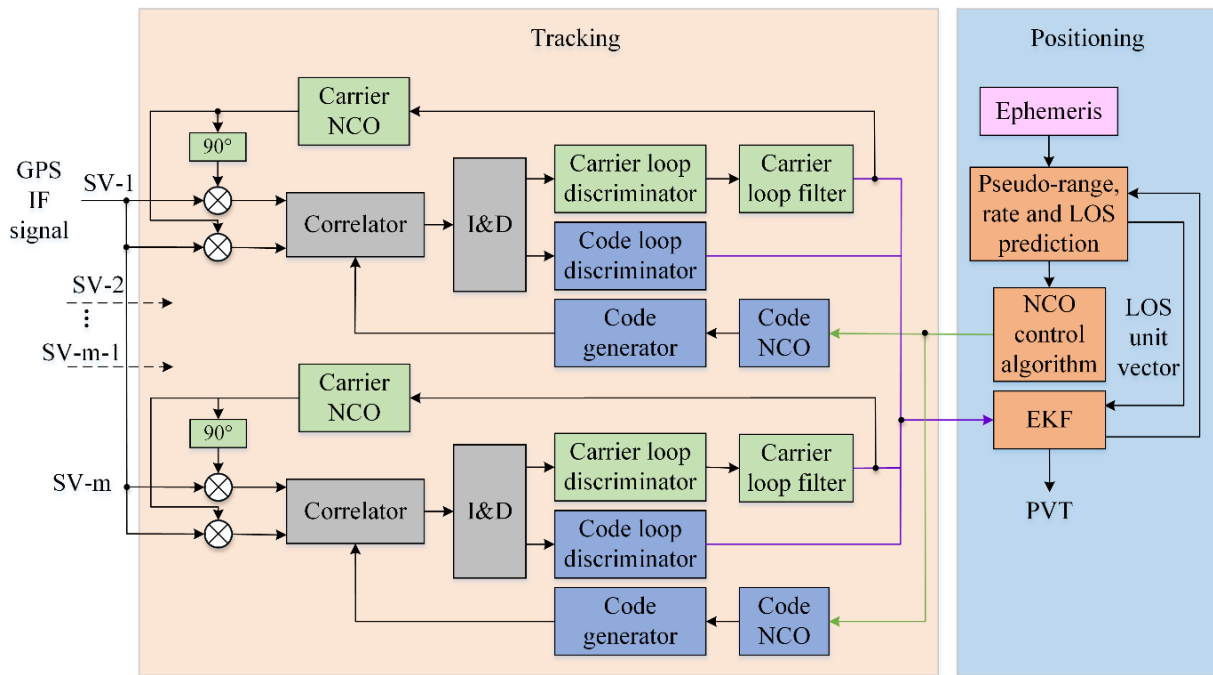 Tracking
Positioning
Carrier
NCO
Ephemeris
90°
GPS
IF
signal
SV-1
Correlator
I&D
Carrier loop
discriminator
Carrier
loop filter
Pseudo-range,
rate and LOS
prediction
Code loop
discriminator
SV-2
⋮
SV-m-1
Code
generator
Code
NCO
NCO
control
algorithm
LOS
unit
vector
Carrier
NCO
90°
EKF
SV-m
Correlator
I&D
Carrier loop
discriminator
Carrier
loop filter
PVT
Code loop
discriminator
Code
generator
Code
NCO